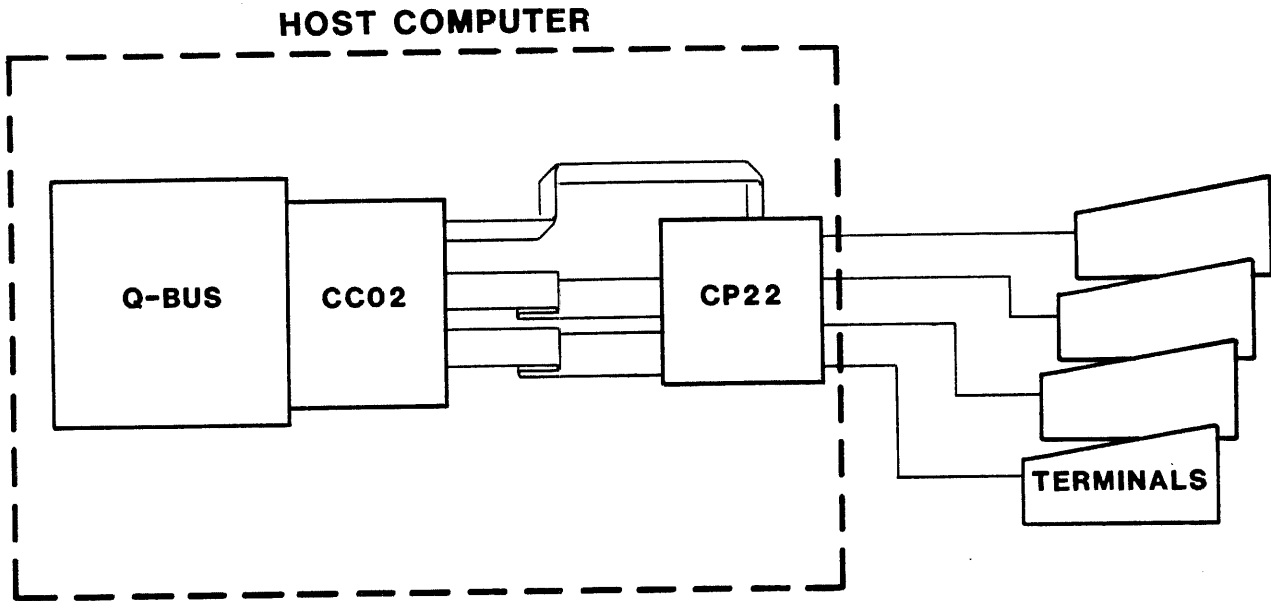 HOST COMPUTER
Q-BUS
CC02
CP22
TERMINALS